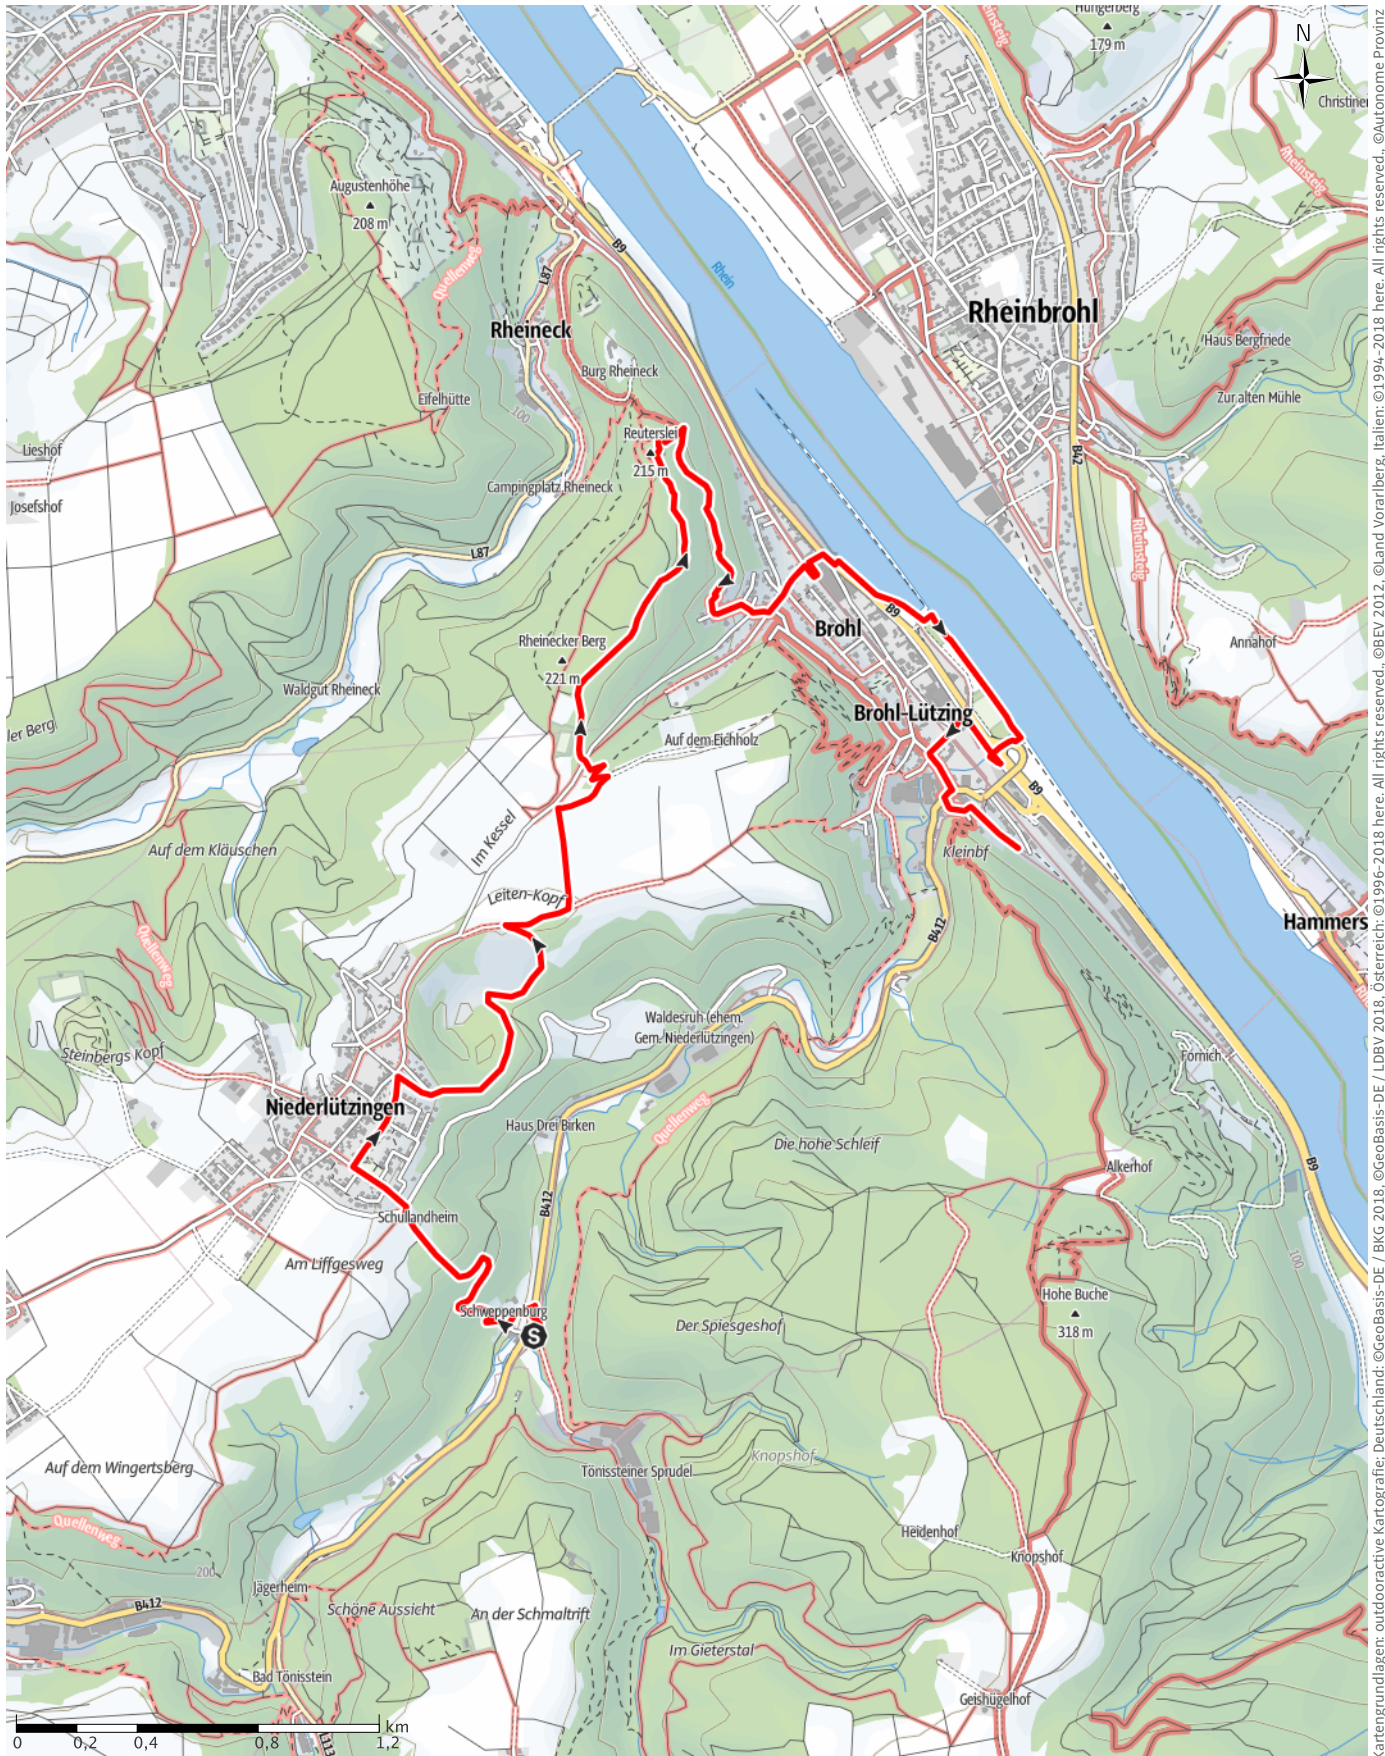 Hungerberg
179 m
N
Rheinsteig
Christine
Rheinsteig
Augustenhöhe
208 m
Quellenweg
L87
B9
Rhein
Rheineck
Rheinbrohl
Haus Bergfriede
Burg Rheineck
Eifelhütte
100
Zur alten Mühle
Lieshof
Reuterslei
215 m
B42
Josefshof
Campingplatz Rheineck
Rheinsteig
L87
B9
Brohl
Rheinecker Berg
221 m
Annahof
Waldgut Rheineck
ler Berg
Brohl-Lützing
Auf dem Eichholz
B9
Im Kessel
Auf dem Kläuschen
Kleinbf
Leiten-Kopf
Hammers
B412
Quellenweg
Waldesruh (ehem.
Gem. Niederlützingen)
Steinbergs Kopf
Fornich
Niederlützingen
Quellenweg
Haus Drei Birken
Die hohe Schleif
B9
Alkerhof
B412
Schullandheim
Am Liffgesweg
100
Hohe Buche
318 m
Schweppenburg
S
Der Spiesgeshof
Auf dem Wingertsberg
Tönissteiner Sprudel
Knopshof
Quellenweg
Heidenhof
Knopshof
200
Jägerheim
B412
Schöne Aussicht
An der Schmaltrift
Im Gieterstal
Bad Tönisstein
Geishügelhof
L113
km
0 0,2 0,4 0,8 1,2
artengrundlagen: outdooractive Kartografie; Deutschland: ©GeoBasis-DE / BKG 2018, ©GeoBasis-DE / LDBV 2018, Österreich: ©1996-2018 here. All rights reserved., ©BEV 2012, ©Land Vorarlberg, Italien: ©1994-2018 here. All rights reserved., ©Autonome Provinz